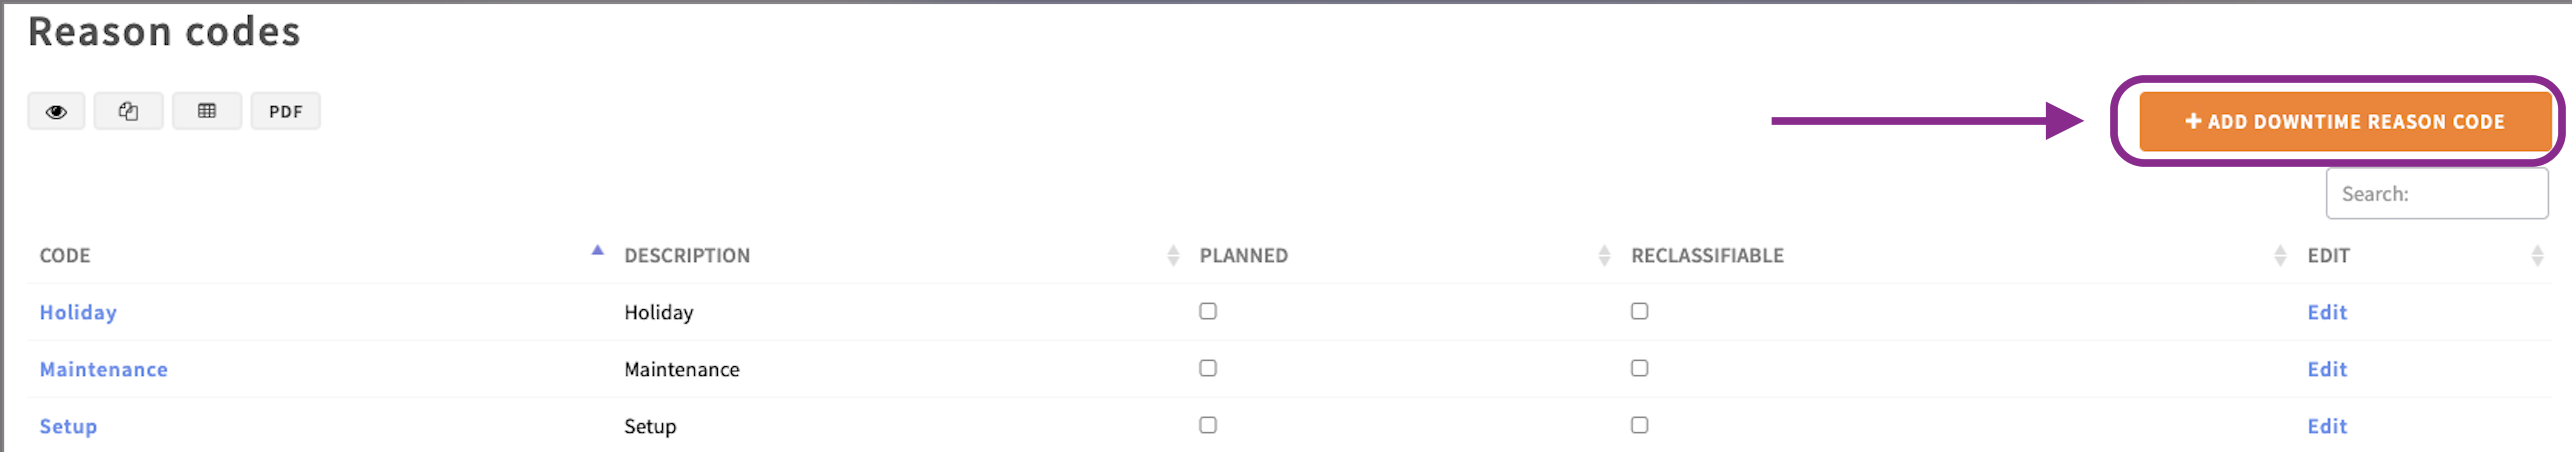 Reason codes
PDF
+ ADD DOWNTIME REASON CODE
Search:
CODE DESCRIPTION PLANNED RECLASSIFIABLE EDIT
Holiday Holiday Edit
Maintenance Maintenance Edit
Setup Setup Edit